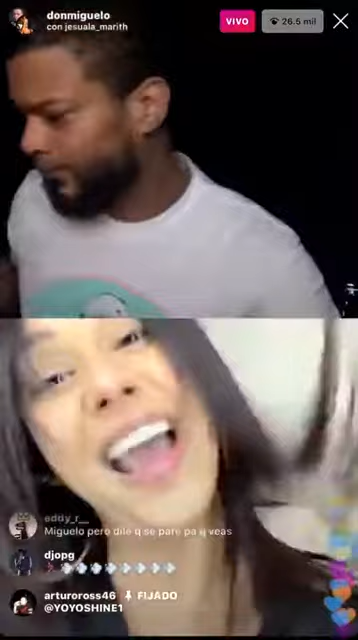 donmiguelo
con jesuala_marith
VIVO
26.5 mil
eddy_r__
Miguelo pero dile q se pare pa q veas
djopg
arturoross46 FIJADO
@YOYOSHINE1